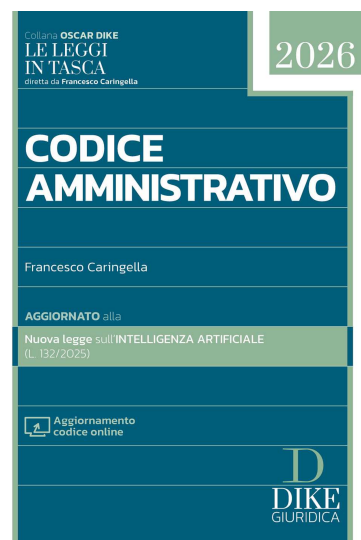 Collana OSCAR DIKE
LE LEGGI
IN TASCA
diretta da Francesco Caringella
2026
CODICE
AMMINISTRATIVO
Francesco Caringella
AGGIORNATO alla
Nuova legge sull'INTELLIGENZA ARTIFICIALE
(L. 132/2025)
Aggiornamento
codice online
D
DIKE
GIURIDICA